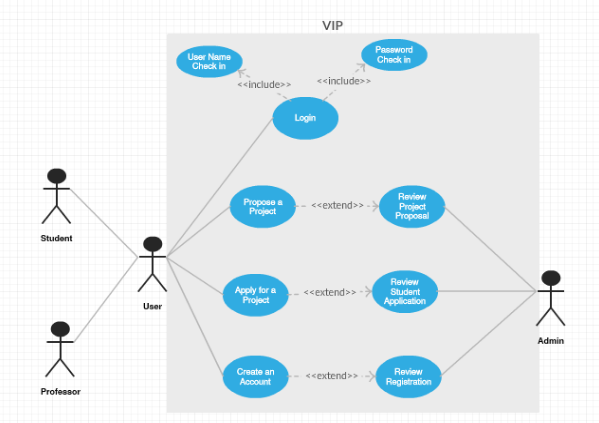 VIP
User Name
Check in
Password
Check in
<<include>>
<<include>>
Login
Propose a
Project
<<extend>>
Review
Project
Proposal
Student
User
Apply for a
Project
<<extend>>
Review
Student
Application
Admin
Professor
Create an
Account
<<extend>>
Review
Registration